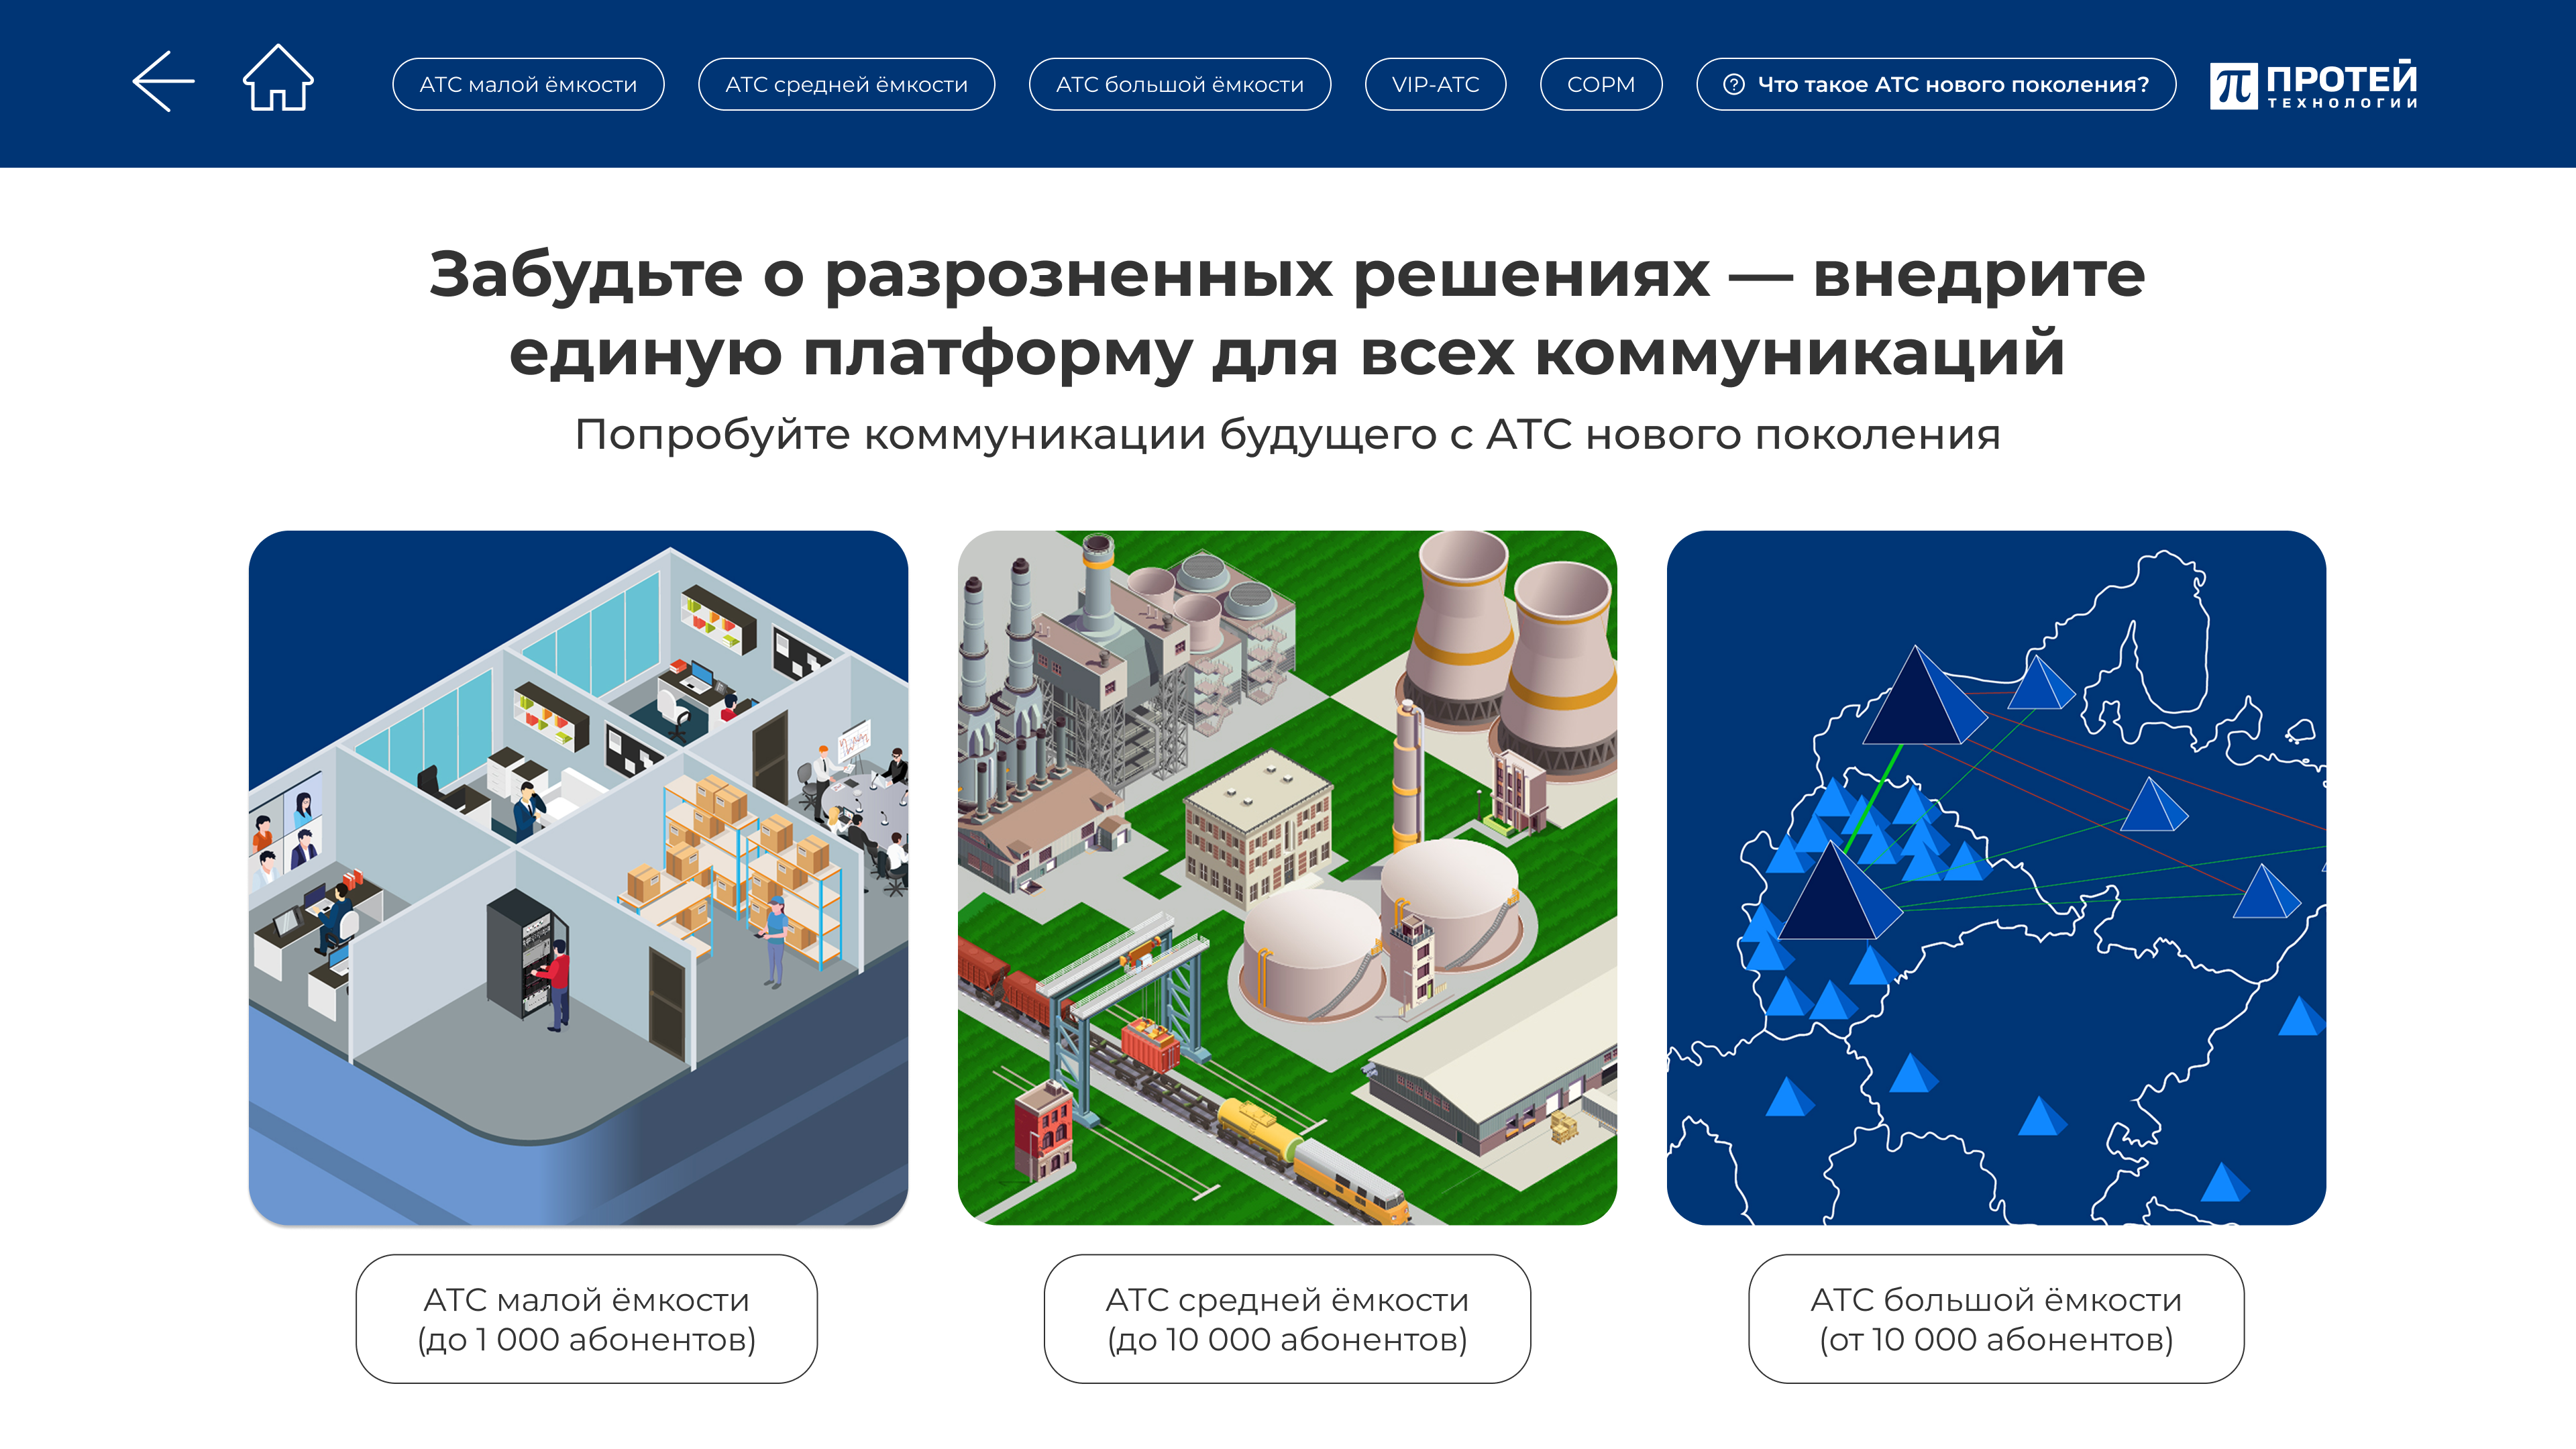 АТС малой ёмкости
АТС средней ёмкости
АТС большой ёмкости
VIP-АТС
СОРМ
Что такое АТС нового поколения?
ПРОТЕЙ
ТЕХНОЛОГИИ
Забудьте о разрозненных решениях — внедрите
единую платформу для всех коммуникаций
Попробуйте коммуникации будущего с АТС нового поколения
АТС малой ёмкости
(до 1 000 абонентов)
АТС средней ёмкости
(до 10 000 абонентов)
АТС большой ёмкости
(от 10 000 абонентов)